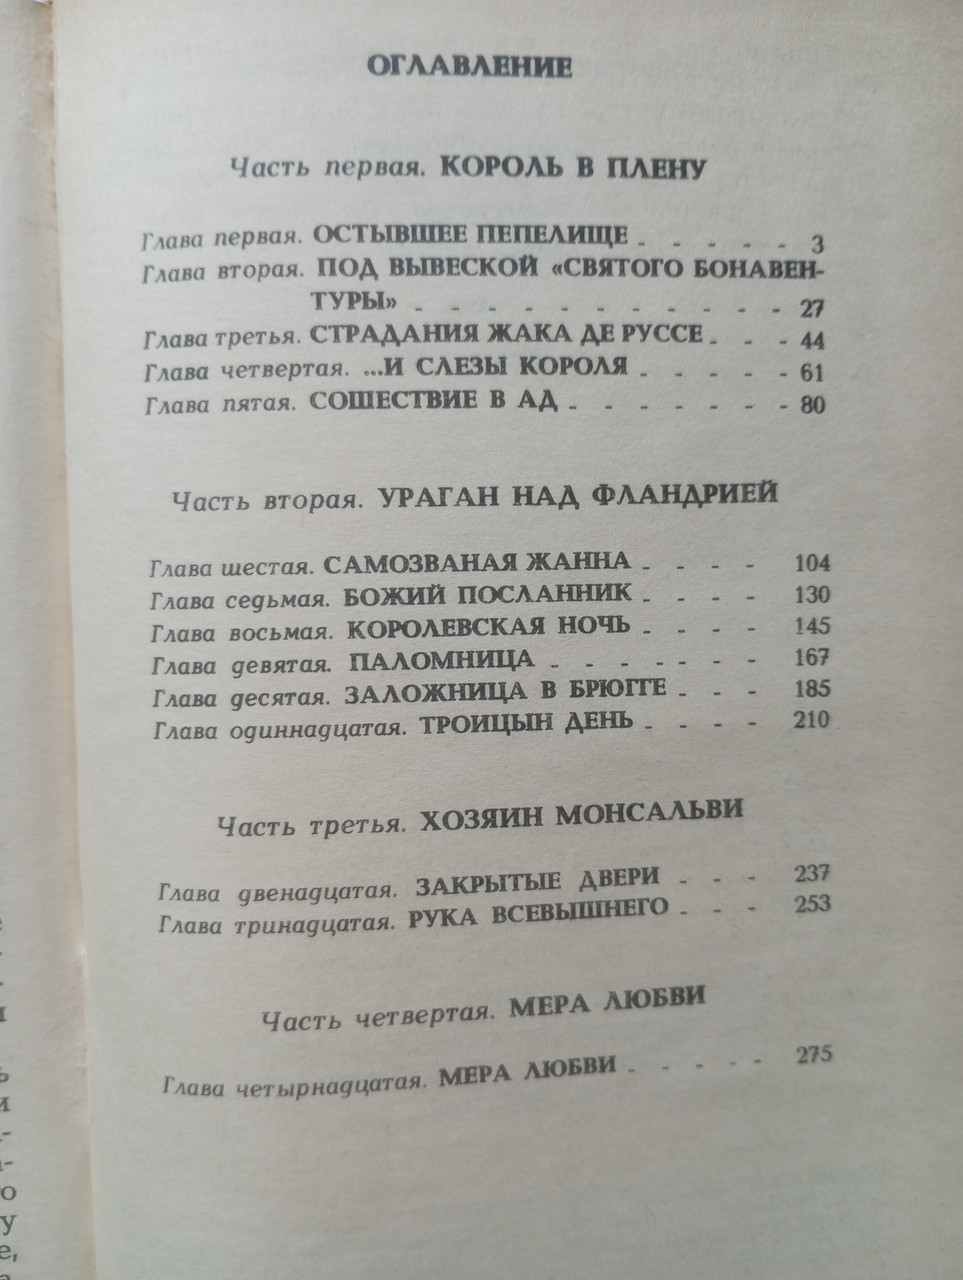 ОГЛАВЛЕНИЕ
Часть первая. КОРОЛЬ В ПЛЕНУ
Глава первая. ОСТЫВШЕЕ ПЕПЕЛИЩЕ - - - - - 3
Глава вторая. ПОД ВЫВЕСКОЙ «СВЯТОГО БОНАВЕН-
ТУРЫ» - - - - - - - - - - - 27
Глава третья. СТРАДАНИЯ ЖАКА ДЕ РУССЕ - - - 44
Глава четвертая. ...И СЛЕЗЫ КОРОЛЯ - - - - - 61
Глава пятая. СОШЕСТВИЕ В АД - - - - - - - 80
Часть вторая. УРАГАН НАД ФЛАНДРИЕЙ
Глава шестая. САМОЗВАНАЯ ЖАННА - - - - 104
Глава седьмая. БОЖИЙ ПОСЛАННИК - - - - 130
Глава восьмая. КОРОЛЕВСКАЯ НОЧЬ - - - - 145
Глава девятая. ПАЛОМНИЦА - - - - - - - 167
Глава десятая. ЗАЛОЖНИЦА В БРЮГГЕ - - - 185
Глава одиннадцатая. ТРОИЦЫН ДЕНЬ - - - - 210
Часть третья. ХОЗЯИН МОНСАЛЬВИ
Глава двенадцатая. ЗАКРЫТЫЕ ДВЕРИ - - - 237
Глава тринадцатая. РУКА ВСЕВЫШНЕГО - - - 253
Часть четвертая. МЕРА ЛЮБВИ
Глава четырнадцатая. МЕРА ЛЮБВИ - - - - - 275